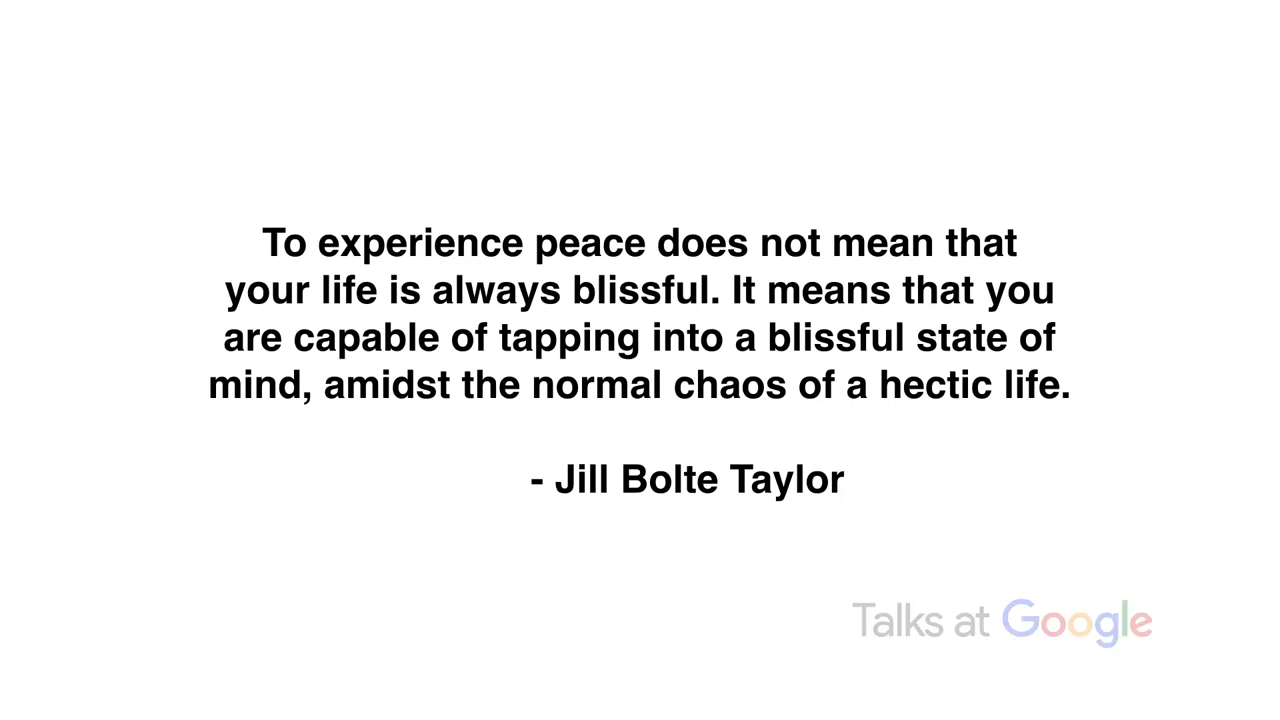 To experience peace does not mean that
your life is always blissful. It means that you
are capable of tapping into a blissful state of
mind, amidst the normal chaos of a hectic life.
- Jill Bolte Taylor
Talks at Google